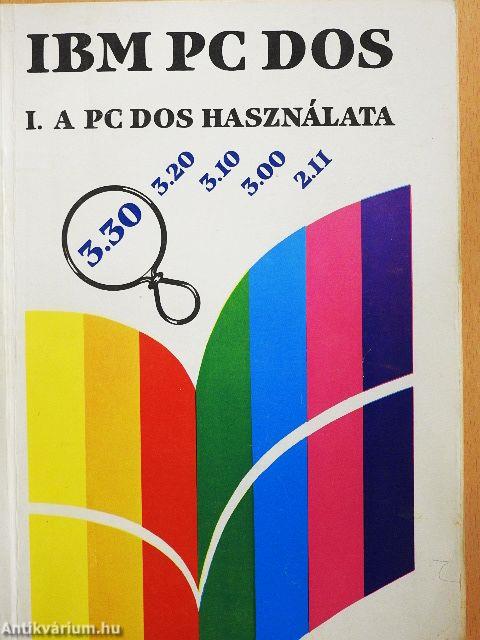 IBM PC DOS
I. A PC DOS HASZNÁLATA
3.30
3.20
3.10
3.00
2.11
Antikvárium.hu